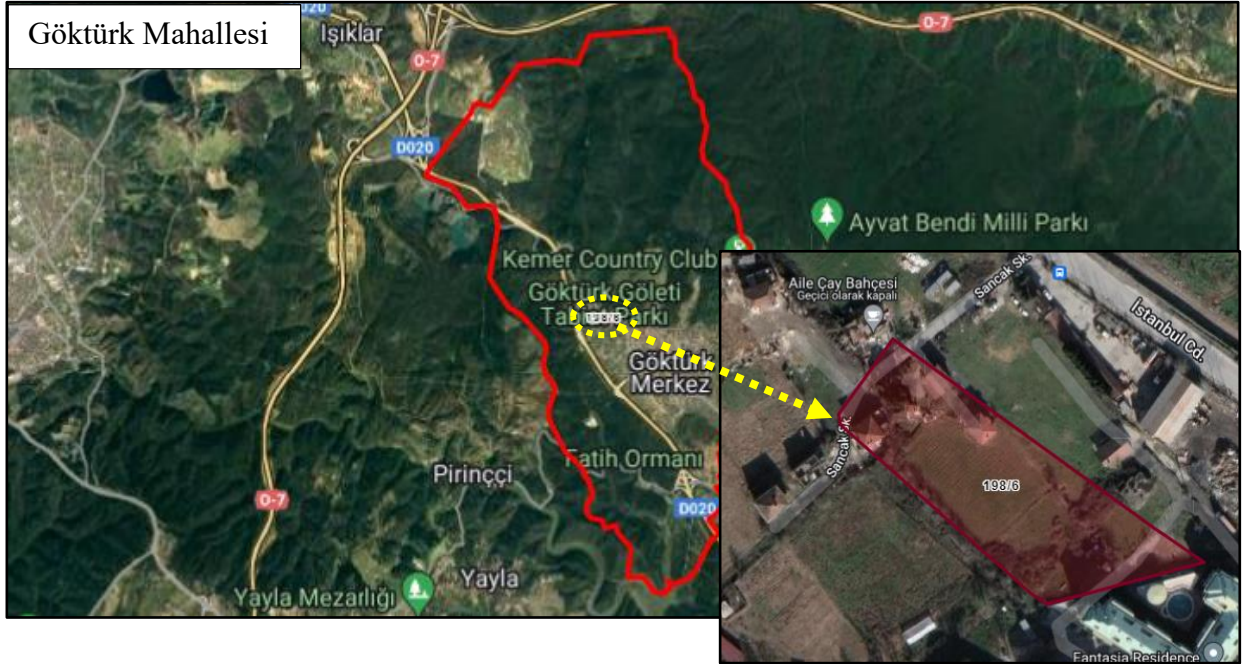 Göktürk Mahallesi
D020
Işıklar
O-7
O-7
D020
Ayvat Bendi Milli Parkı
Kemer Country Club
Göktürk Göleti
Tabiat Parkı
198/6
Göktürk
Merkez
Fatih Ormanı
Pirinççi
O-7
D020
Yayla
Yayla Mezarlığı
Sancak Sk.
Aile Çay Bahçesi
Geçici olarak kapalı
İstanbul Cd.
Sancak Sk.
198/6
Fantasia Residence